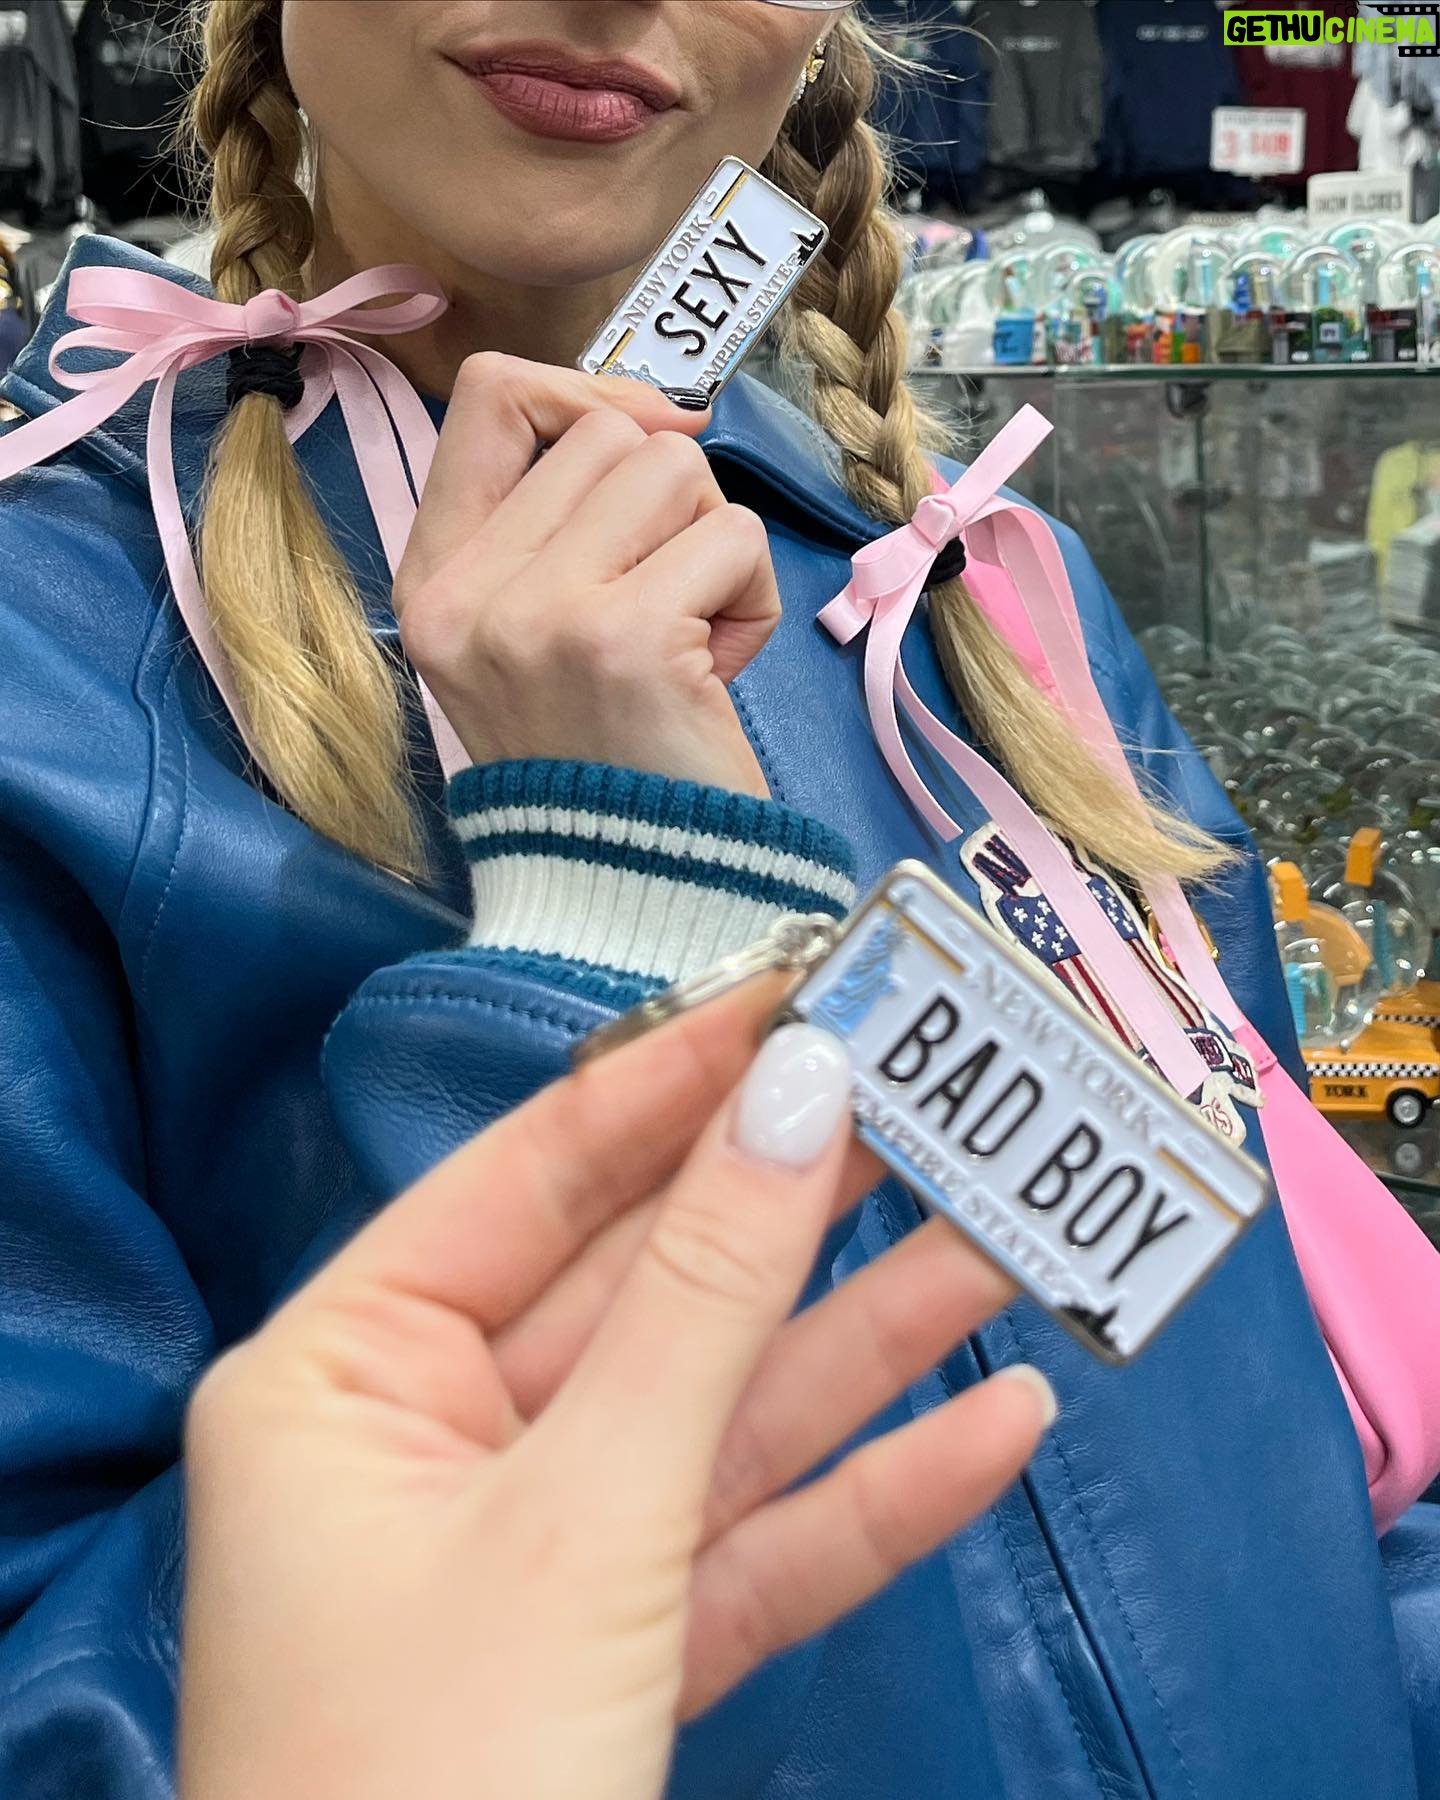 GETHUCINEMA
NEW YORK
SEXY
EMPIRE STATE
NEW YORK
BAD BOY
EMPIRE STATE
YORK